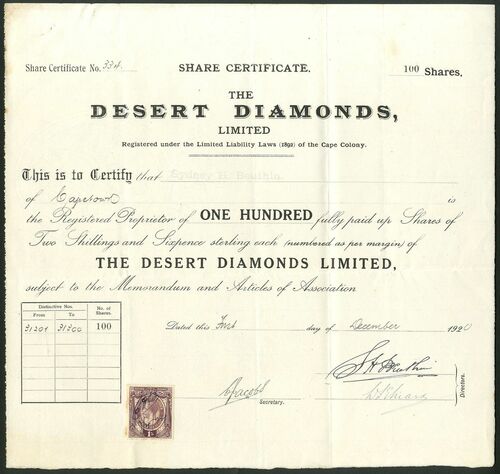 Share Certificate No. 334.
SHARE CERTIFICATE.
100 Shares.
THE
DESERT DIAMONDS,
LIMITED
Registered under the Limited Liability Laws (1892) of the Cape Colony.
This is to Certify that Sydney H.
of Capetown is
the Registered Proprietor of ONE HUNDRED fully paid up Shares of
Two Shillings and Sixpence sterling each (numbered as per margin) of
THE DESERT DIAMONDS LIMITED,
subject to the Memorandum and Articles of Association
Distinctive Nos. No. of Shares
From To
31201 31300 100
Dated this First day of December 1920
Secretary.
Directors.